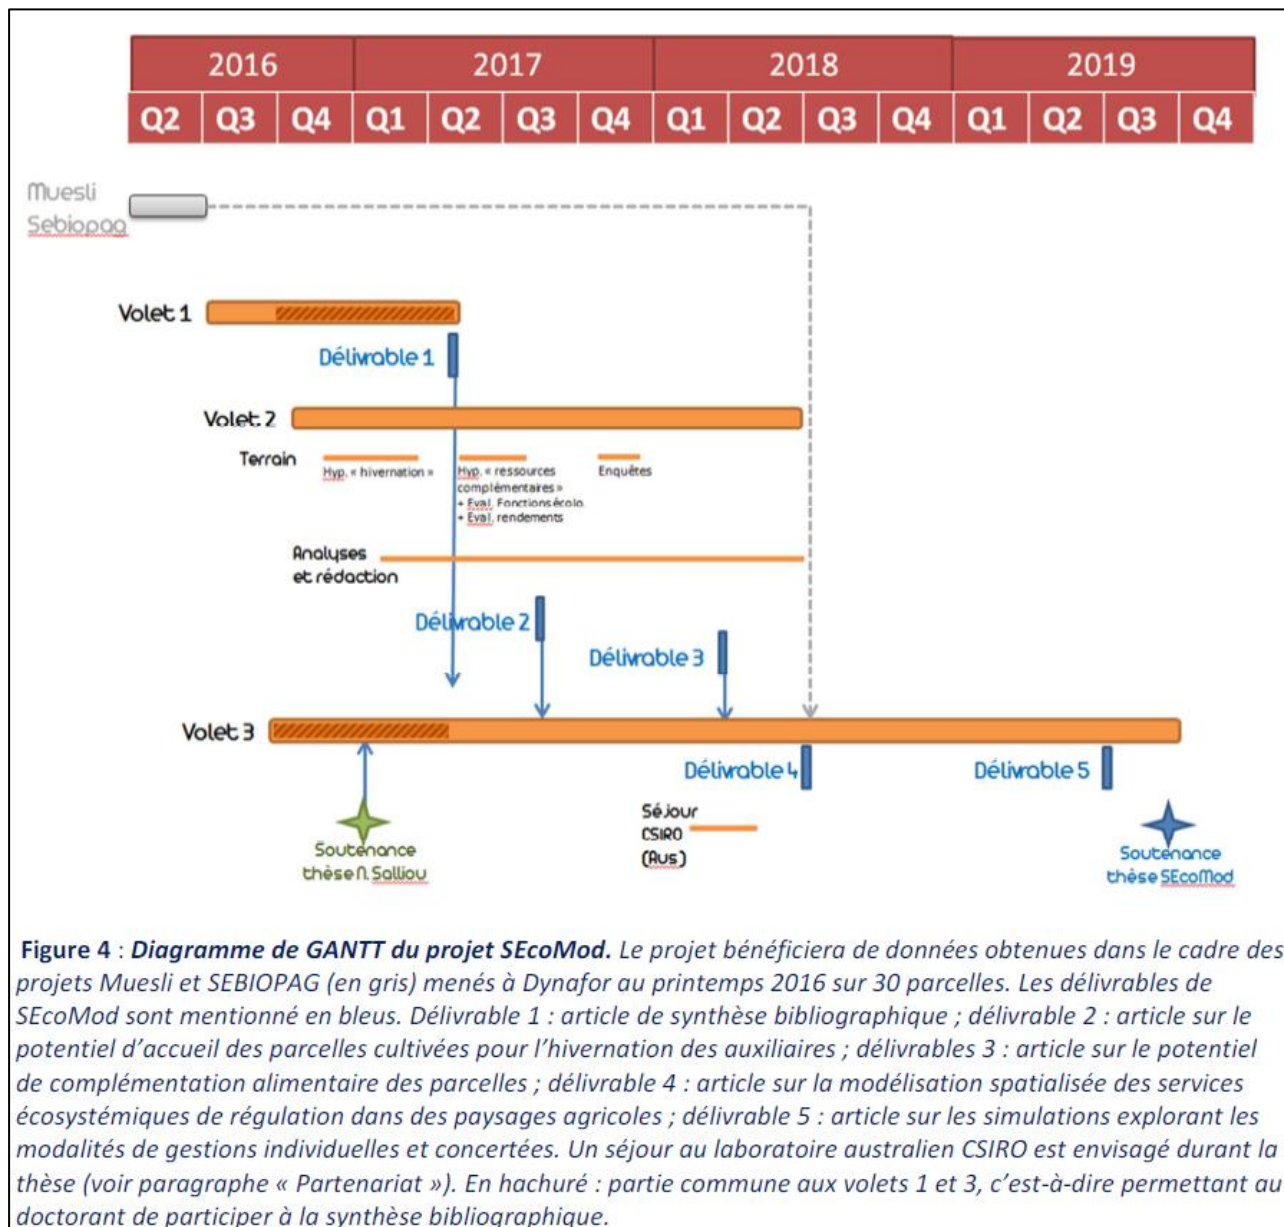 2016 2017 2018 2019
Q2 Q3 Q4 Q1 Q2 Q3 Q4 Q1 Q2 Q3 Q4 Q1 Q2 Q3 Q4
Muesli
Sebiopag
Volet 1
Délivrable 1
Volet 2
Terrain
Hyp. « hivernation »
Hyp. « ressources
complémentaires »
+ Eval. Fonctions écolo.
+ Eval. rendements
Enquêtes
Analyses
et rédaction
Délivrable 2
Délivrable 3
Volet 3
Délivrable 4
Délivrable 5
Séjour
CSIRO
(Aus)
Soutenance
thèse N. Salliou
Soutenance
thèse SEcoMod
Figure 4 : Diagramme de GANTT du projet SEcoMod. Le projet bénéficiera de données obtenues dans le cadre des
projets Muesli et SEBIOPAG (en gris) menés à Dynafor au printemps 2016 sur 30 parcelles. Les délivrables de
SEcoMod sont mentionné en bleus. Délivrable 1 : article de synthèse bibliographique ; délivrable 2 : article sur le
potentiel d’accueil des parcelles cultivées pour l’hivernation des auxiliaires ; délivrables 3 : article sur le potentiel
de complémentation alimentaire des parcelles ; délivrable 4 : article sur la modélisation spatialisée des services
écosystémiques de régulation dans des paysages agricoles ; délivrable 5 : article sur les simulations explorant les
modalités de gestions individuelles et concertées. Un séjour au laboratoire australien CSIRO est envisagé durant la
thèse (voir paragraphe « Partenariat »). En hachuré : partie commune aux volets 1 et 3, c’est-à-dire permettant au
doctorant de participer à la synthèse bibliographique.